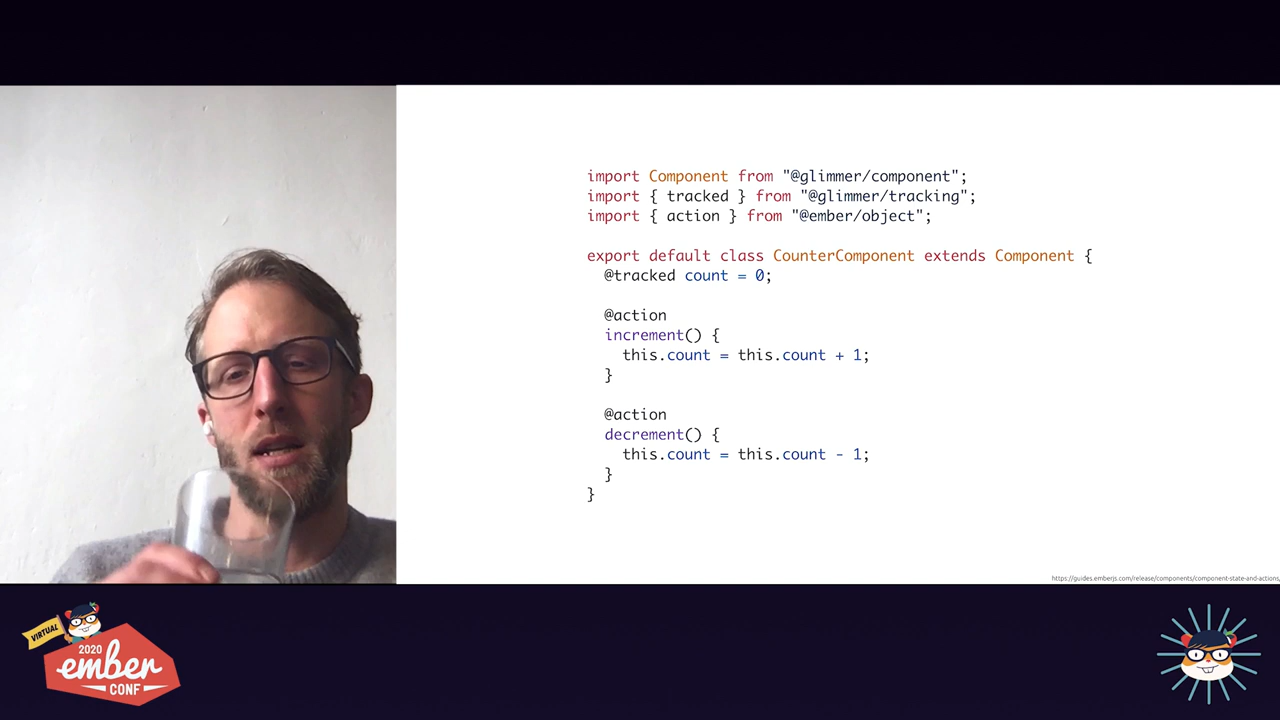 import Component from "@glimmer/component";
import { tracked } from "@glimmer/tracking";
import { action } from "@ember/object";
export default class CounterComponent extends Component {
@tracked count = 0;
@action
increment() {
this.count = this.count + 1;
}
@action
decrement() {
this.count = this.count - 1;
}
}
https://guides.emberjs.com/release/components/component-state-and-actions/
VIRTUAL
2020
ember
CONF